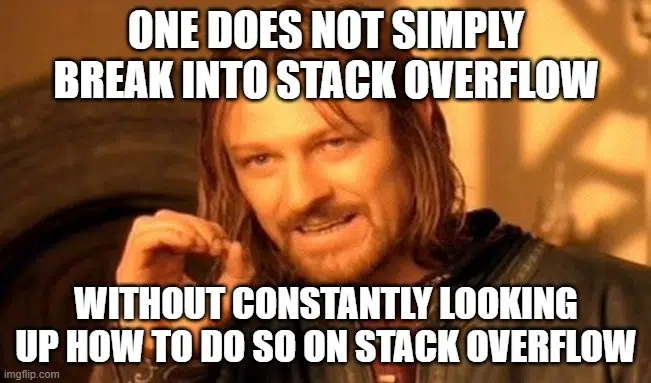 ONE DOES NOT SIMPLY
BREAK INTO STACK OVERFLOW
WITHOUT CONSTANTLY LOOKING
UP HOW TO DO SO ON STACK OVERFLOW
imgflip.com